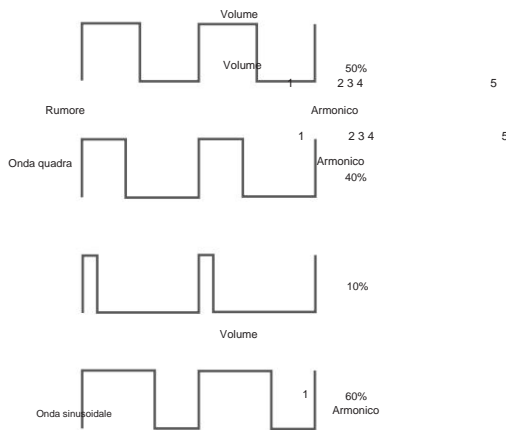 Volume
Volume
50%
1 2 3 4 5
Rumore Armonico
1 2 3 4 5
Onda quadra Armonico
40%
10%
Volume
1 60%
Onda sinusoidale Armonico